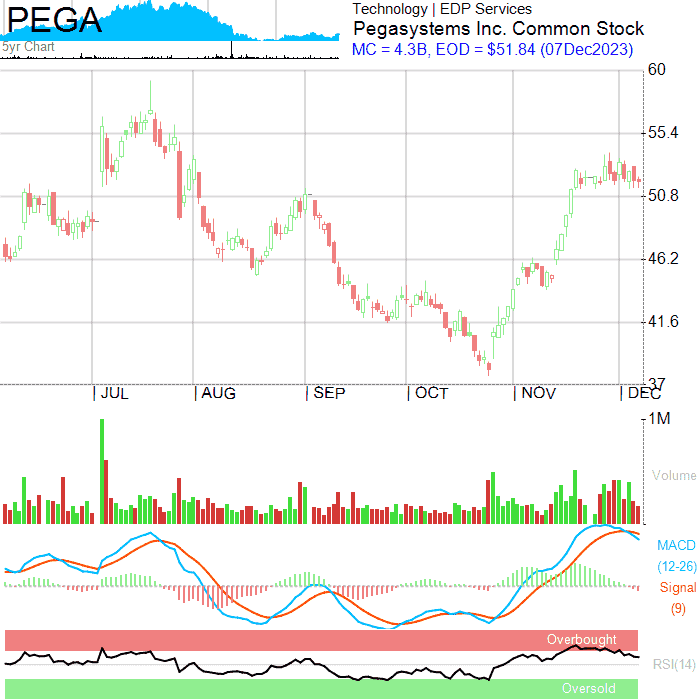 PEGA
5yr Chart
Technology | EDP Services
Pegasystems Inc. Common Stock
MC = 4.3B, EOD = $51.84 (07Dec2023)
60
55.4
50.8
46.2
41.6
37
JUL AUG SEP OCT NOV DEC
1M
Volume
MACD
(12-26)
Signal
(9)
Overbought
RSI(14)
Oversold